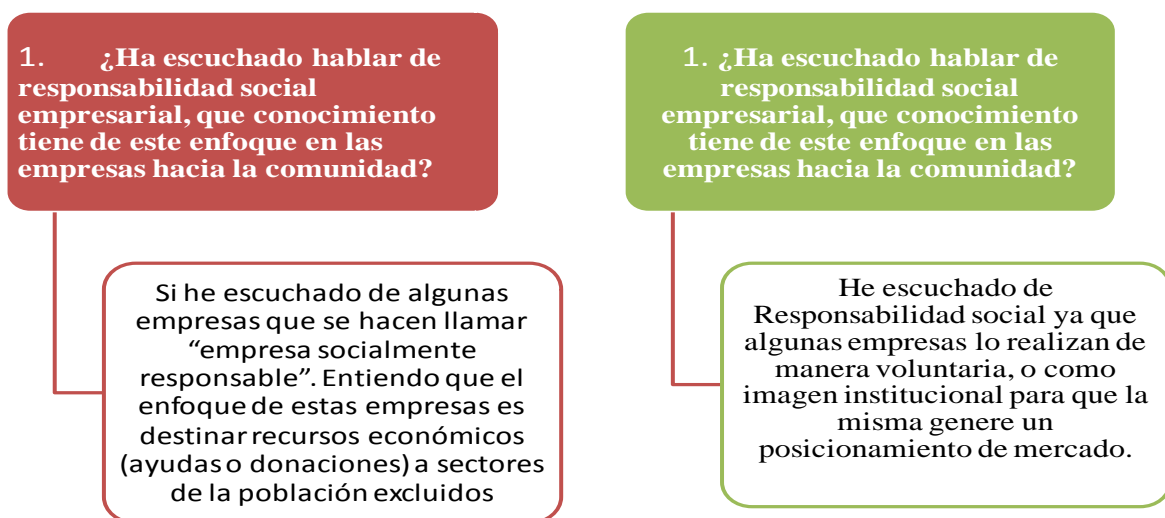 1. ¿Ha escuchado hablar de
responsabilidad social
empresarial, que conocimiento
tiene de este enfoque en las
empresas hacia la comunidad?
Si he escuchado de algunas
empresas que se hacen llamar
“empresa socialmente
responsable”. Entiendo que el
enfoque de estas empresas es
destinar recursos económicos
(ayudas o donaciones) a sectores
de la población excluidos
1. ¿Ha escuchado hablar de
responsabilidad social
empresarial, que conocimiento
tiene de este enfoque en las
empresas hacia la comunidad?
He escuchado de
Responsabilidad social ya que
algunas empresas lo realizan de
manera voluntaria, o como
imagen institucional para que la
misma genere un
posicionamiento de mercado.